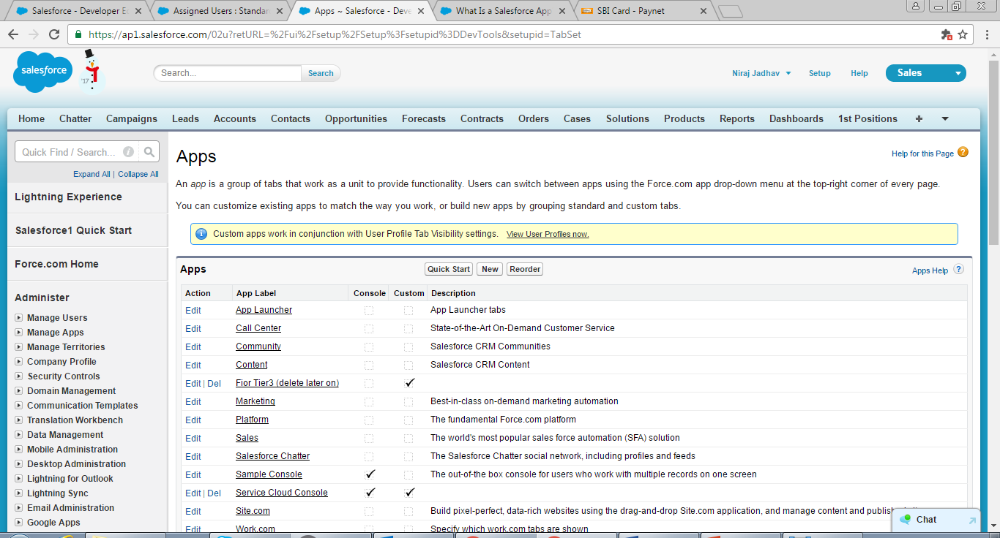 Salesforce - Developer Ec
Assigned Users : Standar
Apps ~ Salesforce - Deve
What Is a Salesforce App
SBI Card - Paynet
https://ap1.salesforce.com/02u?retURL=%2Fui%2Fsetup%2FSetup%3Fsetupid%3DDevTools&setupid=TabSet
salesforce
'17
Search...
Search
Niraj Jadhav
Setup
Help
Sales
Home
Chatter
Campaigns
Leads
Accounts
Contacts
Opportunities
Forecasts
Contracts
Orders
Cases
Solutions
Products
Reports
Dashboards
1st Positions
+
Quick Find / Search...
Expand All | Collapse All
Lightning Experience
Salesforce1 Quick Start
Force.com Home
Administer
Manage Users
Manage Apps
Manage Territories
Company Profile
Security Controls
Domain Management
Communication Templates
Translation Workbench
Data Management
Mobile Administration
Desktop Administration
Lightning for Outlook
Lightning Sync
Email Administration
Google Apps
Apps
Help for this Page ?
An app is a group of tabs that work as a unit to provide functionality. Users can switch between apps using the Force.com app drop-down menu at the top-right corner of every page.
You can customize existing apps to match the way you work, or build new apps by grouping standard and custom tabs.
Custom apps work in conjunction with User Profile Tab Visibility settings. View User Profiles now.
Apps
Quick Start
New
Reorder
Apps Help ?
Action App Label Console Custom Description
Edit App Launcher App Launcher tabs
Edit Call Center State-of-the-Art On-Demand Customer Service
Edit Community Salesforce CRM Communities
Edit Content Salesforce CRM Content
Edit | Del Fior Tier3 (delete later on)
Edit Marketing Best-in-class on-demand marketing automation
Edit Platform The fundamental Force.com platform
Edit Sales The world's most popular sales force automation (SFA) solution
Edit Salesforce Chatter The Salesforce Chatter social network, including profiles and feeds
Edit Sample Console The out-of-the box console for users who work with multiple records on one screen
Edit | Del Service Cloud Console
Edit Site.com Build pixel-perfect, data-rich websites using the drag-and-drop Site.com application, and manage content and publish
Edit Work.com Specify which work.com tabs are shown
Chat